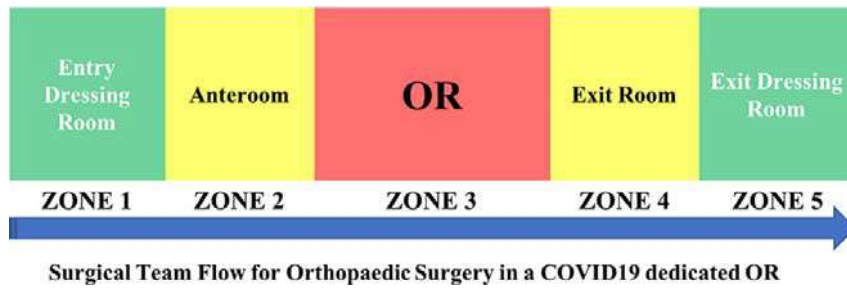 Entry
Dressing
Room
Anteroom
OR
Exit Room
Exit Dressing
Room
ZONE 1
ZONE 2
ZONE 3
ZONE 4
ZONE 5
Surgical Team Flow for Orthopaedic Surgery in a COVID19 dedicated OR